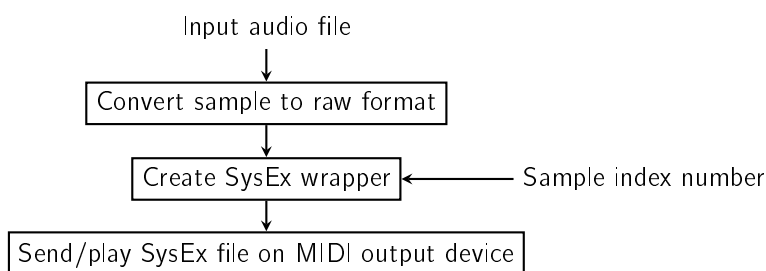 Input audio file
Convert sample to raw format
Create SysEx wrapper
Sample index number
Send/play SysEx file on MIDI output device